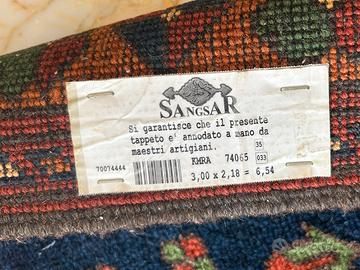 SANGSAR
Si garantisce che il presente
tappeto e' annodato a mano da
maestri artigiani.
35
KMRA 74065
033
70074444
3,00 x 2,18 = 6,54